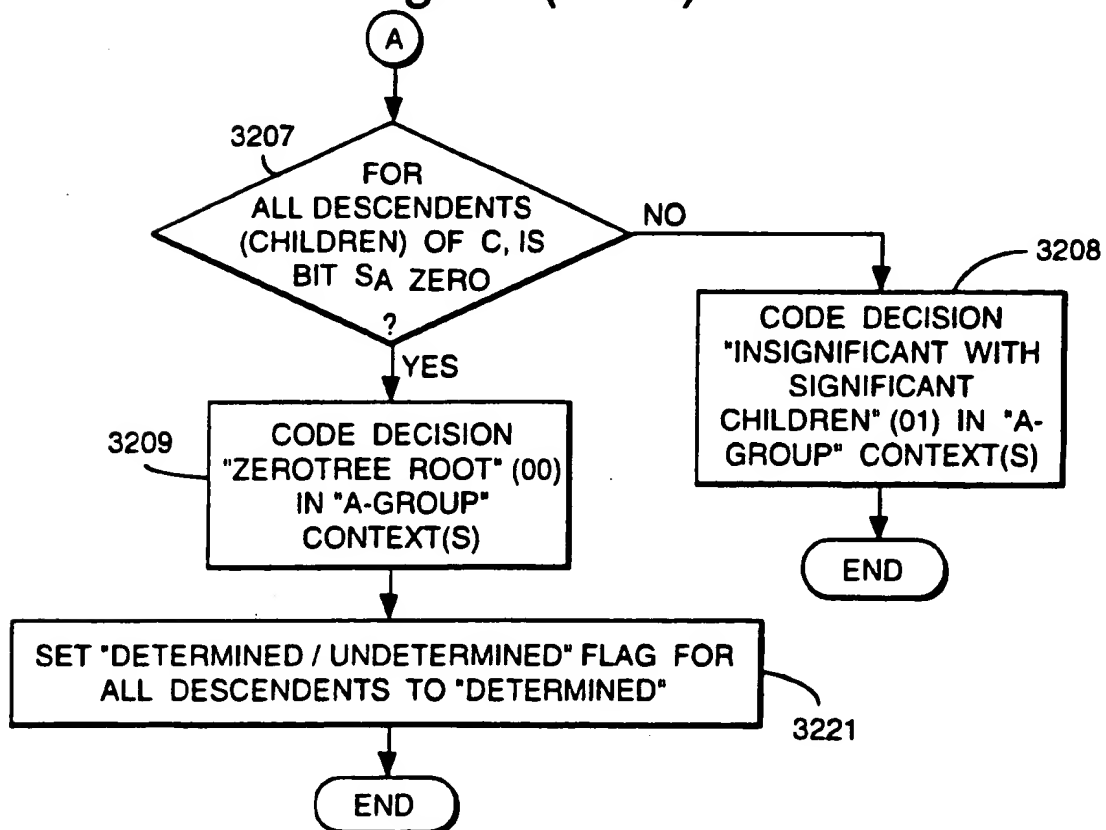 A
3207
FOR
ALL DESCENDENTS
(CHILDREN) OF C, IS
BIT SA ZERO
?
NO
YES
3208
CODE DECISION
"INSIGNIFICANT WITH
SIGNIFICANT
CHILDREN" (01) IN "A-
GROUP" CONTEXT(S)
END
3209
CODE DECISION
"ZEROTREE ROOT" (00)
IN "A-GROUP"
CONTEXT(S)
SET "DETERMINED / UNDETERMINED" FLAG FOR
ALL DESCENDENTS TO "DETERMINED"
3221
END